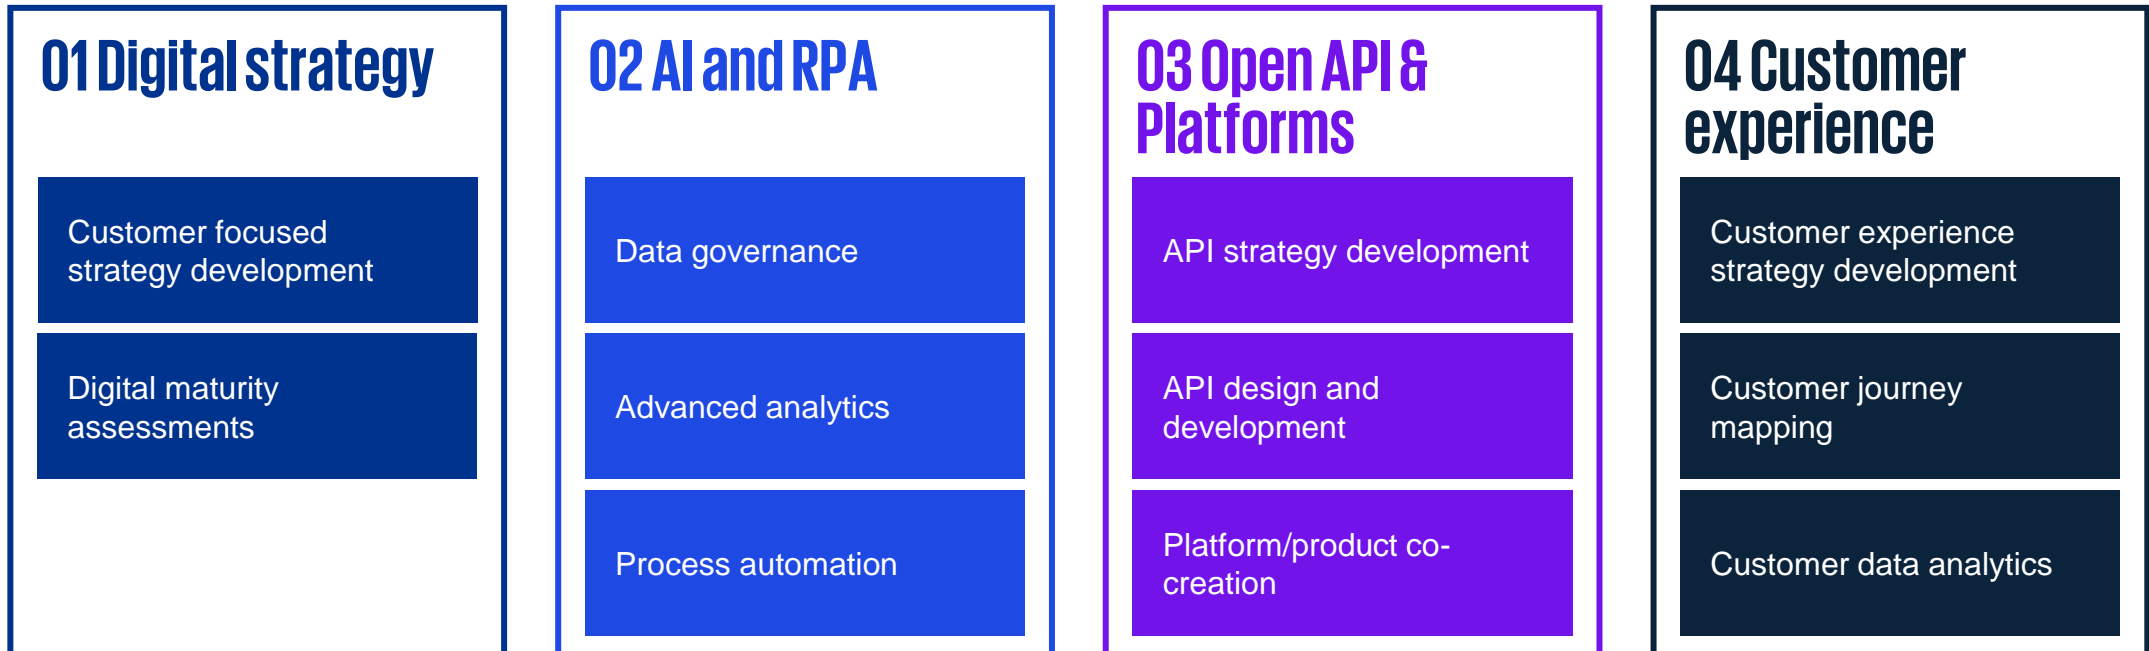 01 Digital strategy
Customer focused
strategy development
Digital maturity
assessments
02 AI and RPA
Data governance
Advanced analytics
Process automation
03 Open API &
Platforms
API strategy development
API design and
development
Platform/product co-
creation
04 Customer
experience
Customer experience
strategy development
Customer journey
mapping
Customer data analytics